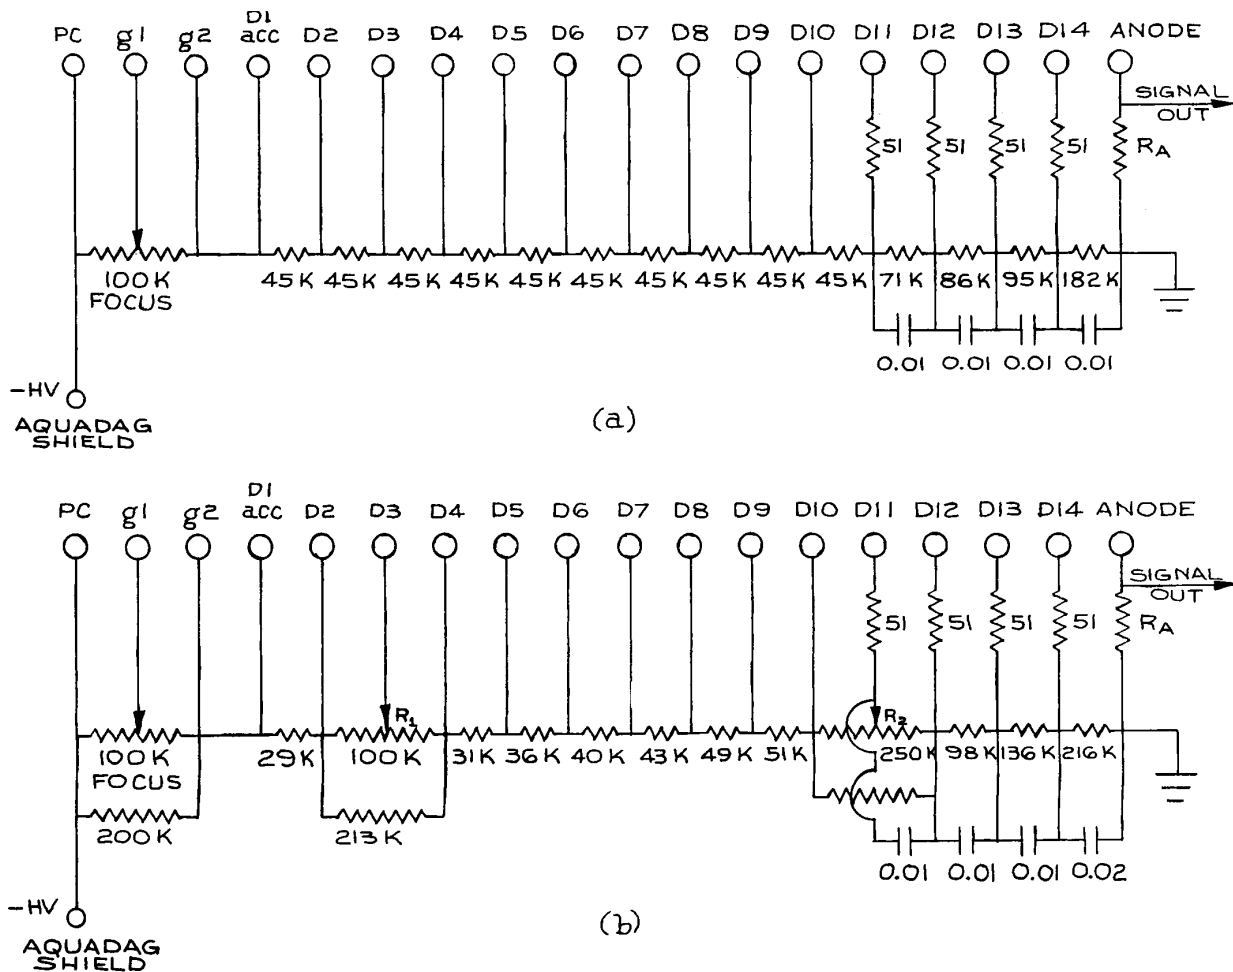 D1
PC g1 g2 acc D2 D3 D4 D5 D6 D7 D8 D9 D10 D11 D12 D13 D14 ANODE
SIGNAL
OUT
51 51 51 51 RA
100K 45K 45K 45K 45K 45K 45K 45K 45K 45K 45K 71K 86K 95K 182K
FOCUS
0.01 0.01 0.01 0.01
-HV
AQUADAG
SHIELD
(a)
D1
PC g1 g2 acc D2 D3 D4 D5 D6 D7 D8 D9 D10 D11 D12 D13 D14 ANODE
SIGNAL
OUT
51 51 51 51 RA
R1 R2
100K 29K 100K 31K 36K 40K 43K 49K 51K 250K 98K 136K 216K
FOCUS
200K 213K
0.01 0.01 0.01 0.02
-HV
AQUADAG
SHIELD
(b)